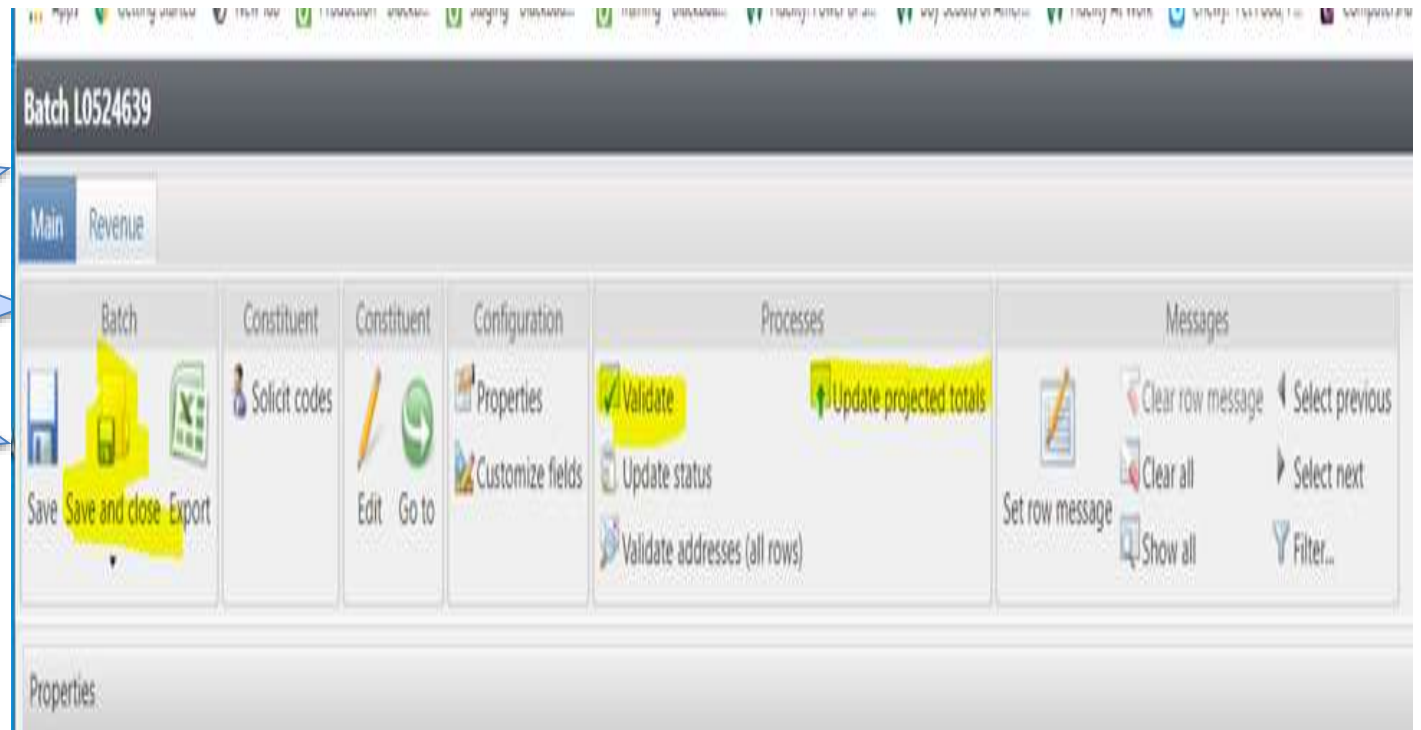 Batch L0524639
Main Revenue
Batch Constituent Constituent Configuration Processes Messages
Save Save and close Export
Solicit codes
Edit Go to
Properties
Customize fields
Validate Update projected totals
Update status
Validate addresses (all rows)
Set row message
Clear row message Select previous
Clear all Select next
Show all Filter...
Properties